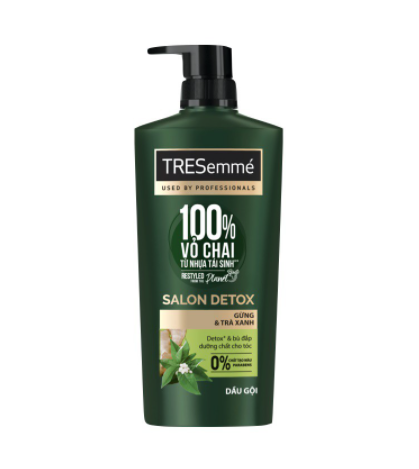 TRESemmé
USED BY PROFESSIONALS
100%
VỎ CHAI
TỪ NHỰA TÁI SINH**
RESTYLED
Planet
SALON DETOX
GỪNG
& TRÀ XANH
Detox* & bù đắp
dưỡng chất cho tóc
0%
DẦU GỘI